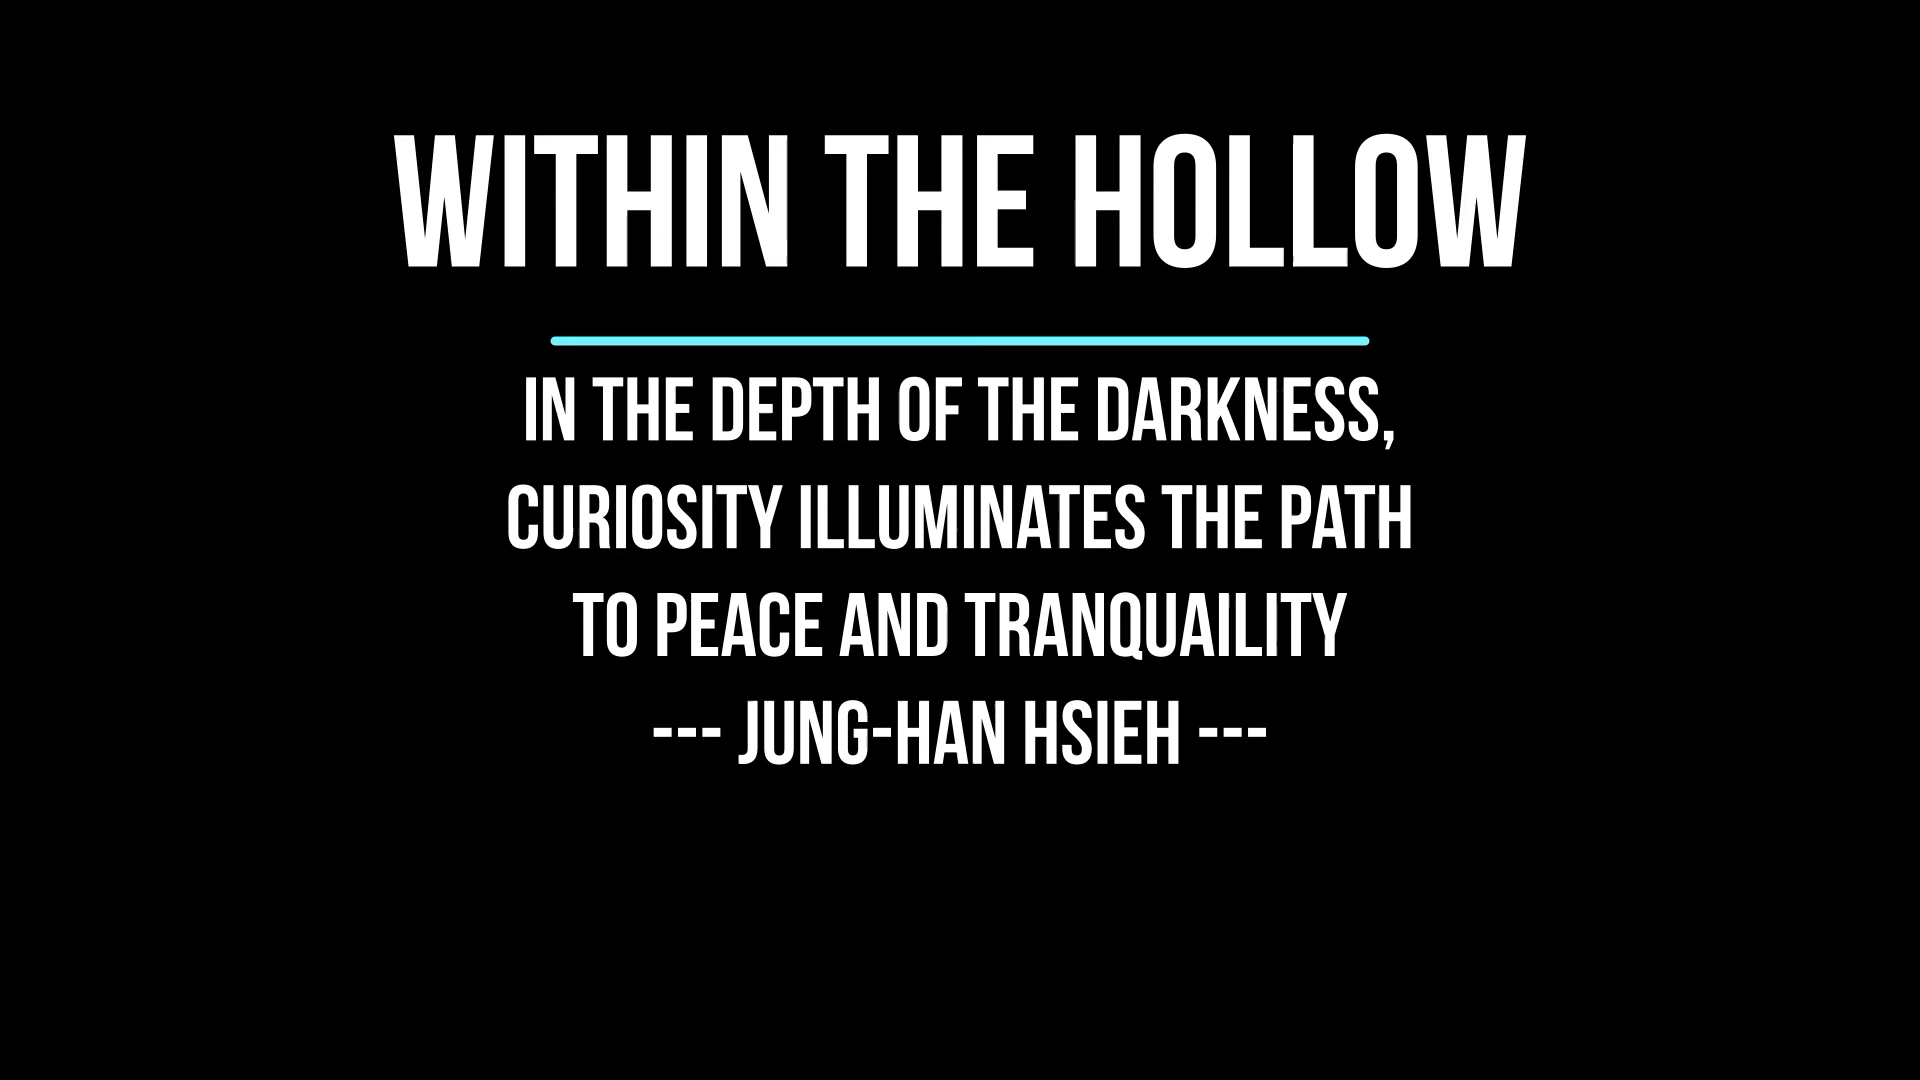 WITHIN THE HOLLOW
IN THE DEPTH OF THE DARKNESS,
CURIOSITY ILLUMINATES THE PATH
TO PEACE AND TRANQUAILITY
--- JUNG-HAN HSIEH ---